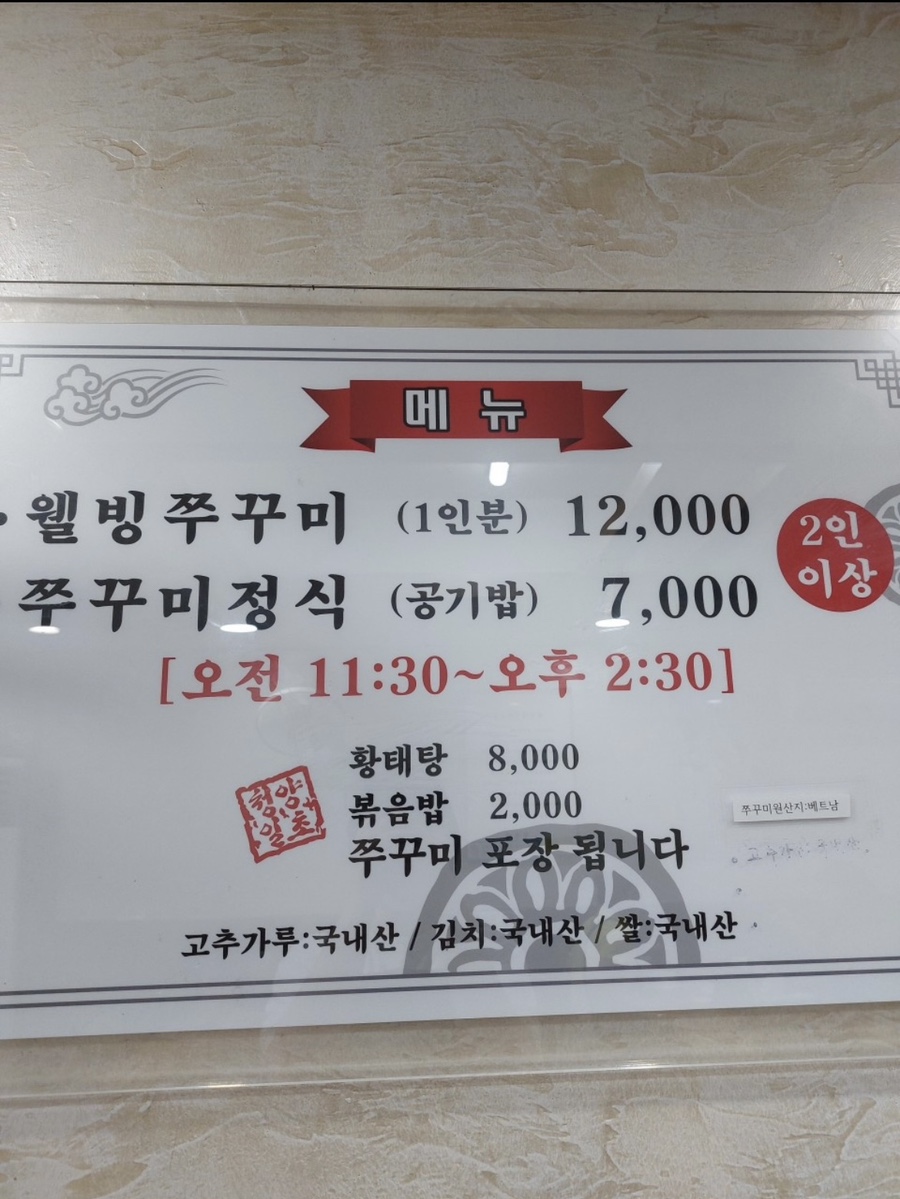 메뉴
웰빙쭈꾸미 (1인분) 12,000
쭈꾸미정식 (공기밥) 7,000
2인
이상
[오전 11:30~오후 2:30]
황태탕 8,000
볶음밥 2,000
쭈꾸미 포장 됩니다
청양
일초
쭈꾸미원산지:베트남
고추가루:국내산 / 김치:국내산 / 쌀:국내산